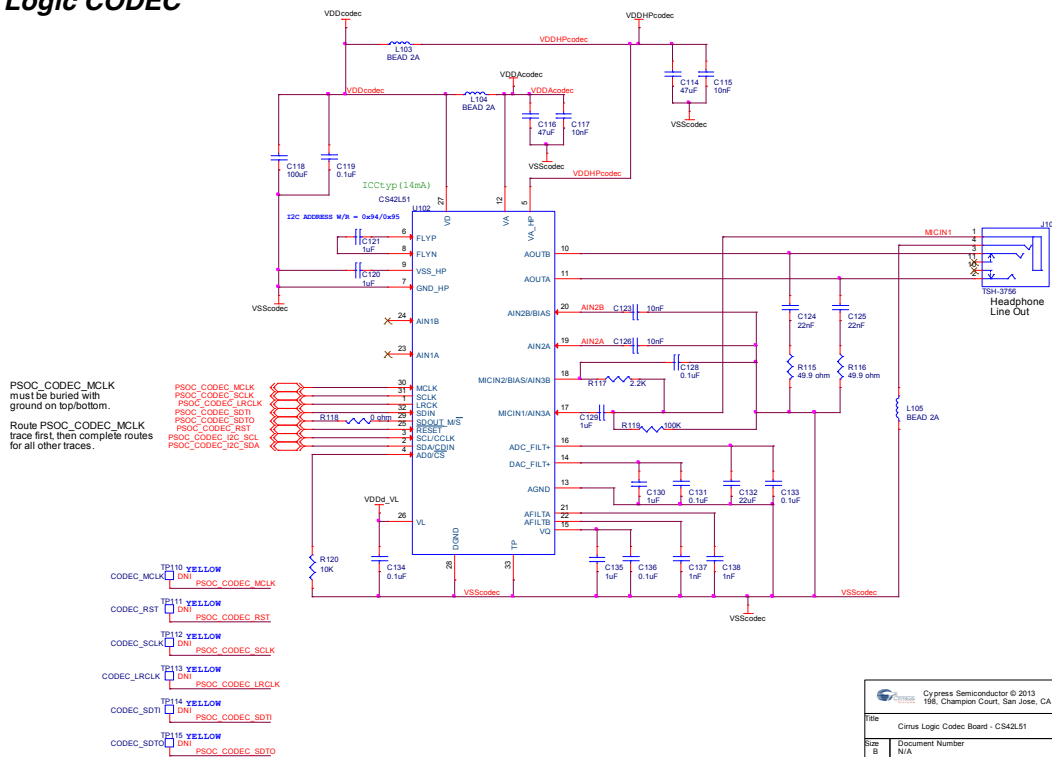 Logic CODEC
VDDcodec
VDDHPcodec
L103
BEAD 2A
VDDHPcodec
C114
47uF
C115
10nF
VSScodec
VDDcodec
L104
BEAD 2A
VDDAcodec
VDDAcodec
C116
47uF
C117
10nF
VSScodec
VDDHPcodec
C118
100uF
C119
0.1uF
ICCtyp(14mA)
CS42L51
U102
I2C ADDRESS W/R = 0x94/0x95
27
VD
12
VA
5
VA_HP
6
FLYP
C121
1uF
8
FLYN
9
VSS_HP
C120
1uF
7
GND_HP
VSScodec
24
AIN1B
23
AIN1A
PSOC_CODEC_MCLK
30
MCLK
PSOC_CODEC_SCLK
31
SCLK
PSOC_CODEC_LRCLK
1
LRCK
PSOC_CODEC_SDTI
32
SDIN
PSOC_CODEC_SDTO
R118
0 ohm
29
SDOUT M/S
PSOC_CODEC_RST
25
RESET
PSOC_CODEC_I2C_SCL
3
SCL/CCLK
PSOC_CODEC_I2C_SDA
2
SDA/CDIN
4
AD0/CS
PSOC_CODEC_MCLK
must be buried with
ground on top/bottom.
Route PSOC_CODEC_MCLK
trace first, then complete routes
for all other traces.
VDDd_VL
26
VL
C134
0.1uF
R120
10K
DGND
28
TP
33
10
AOUTB
11
AOUTA
20
AIN2B/BIAS
AIN2B
C123
10nF
19
AIN2A
AIN2A
C126
10nF
C128
0.1uF
18
MICIN2/BIAS/AIN3B
R117
2.2K
17
MICIN1/AIN3A
C129
1uF
R119
100K
16
ADC_FILT+
14
DAC_FILT+
13
AGND
C130
1uF
C131
0.1uF
C132
22uF
C133
0.1uF
21
AFILTA
22
AFILTB
15
VQ
C135
1uF
C136
0.1uF
C137
1nF
C138
1nF
VSScodec
VSScodec
VSScodec
C124
22nF
C125
22nF
R115
49.9 ohm
R116
49.9 ohm
L105
BEAD 2A
MICIN1
J10
1
4
3
11
10
2
TSH-3756
Headphone
Line Out
TP110 YELLOW
CODEC_MCLK
DNI
PSOC_CODEC_MCLK
TP111 YELLOW
CODEC_RST
DNI
PSOC_CODEC_RST
TP112 YELLOW
CODEC_SCLK
DNI
PSOC_CODEC_SCLK
TP113 YELLOW
CODEC_LRCLK
DNI
PSOC_CODEC_LRCLK
TP114 YELLOW
CODEC_SDTI
DNI
PSOC_CODEC_SDTI
TP115 YELLOW
CODEC_SDTO
DNI
PSOC_CODEC_SDTO
Cypress Semiconductor © 2013
198, Champion Court, San Jose, CA
Title
Cirrus Logic Codec Board - CS42L51
Size
B
Document Number
N/A